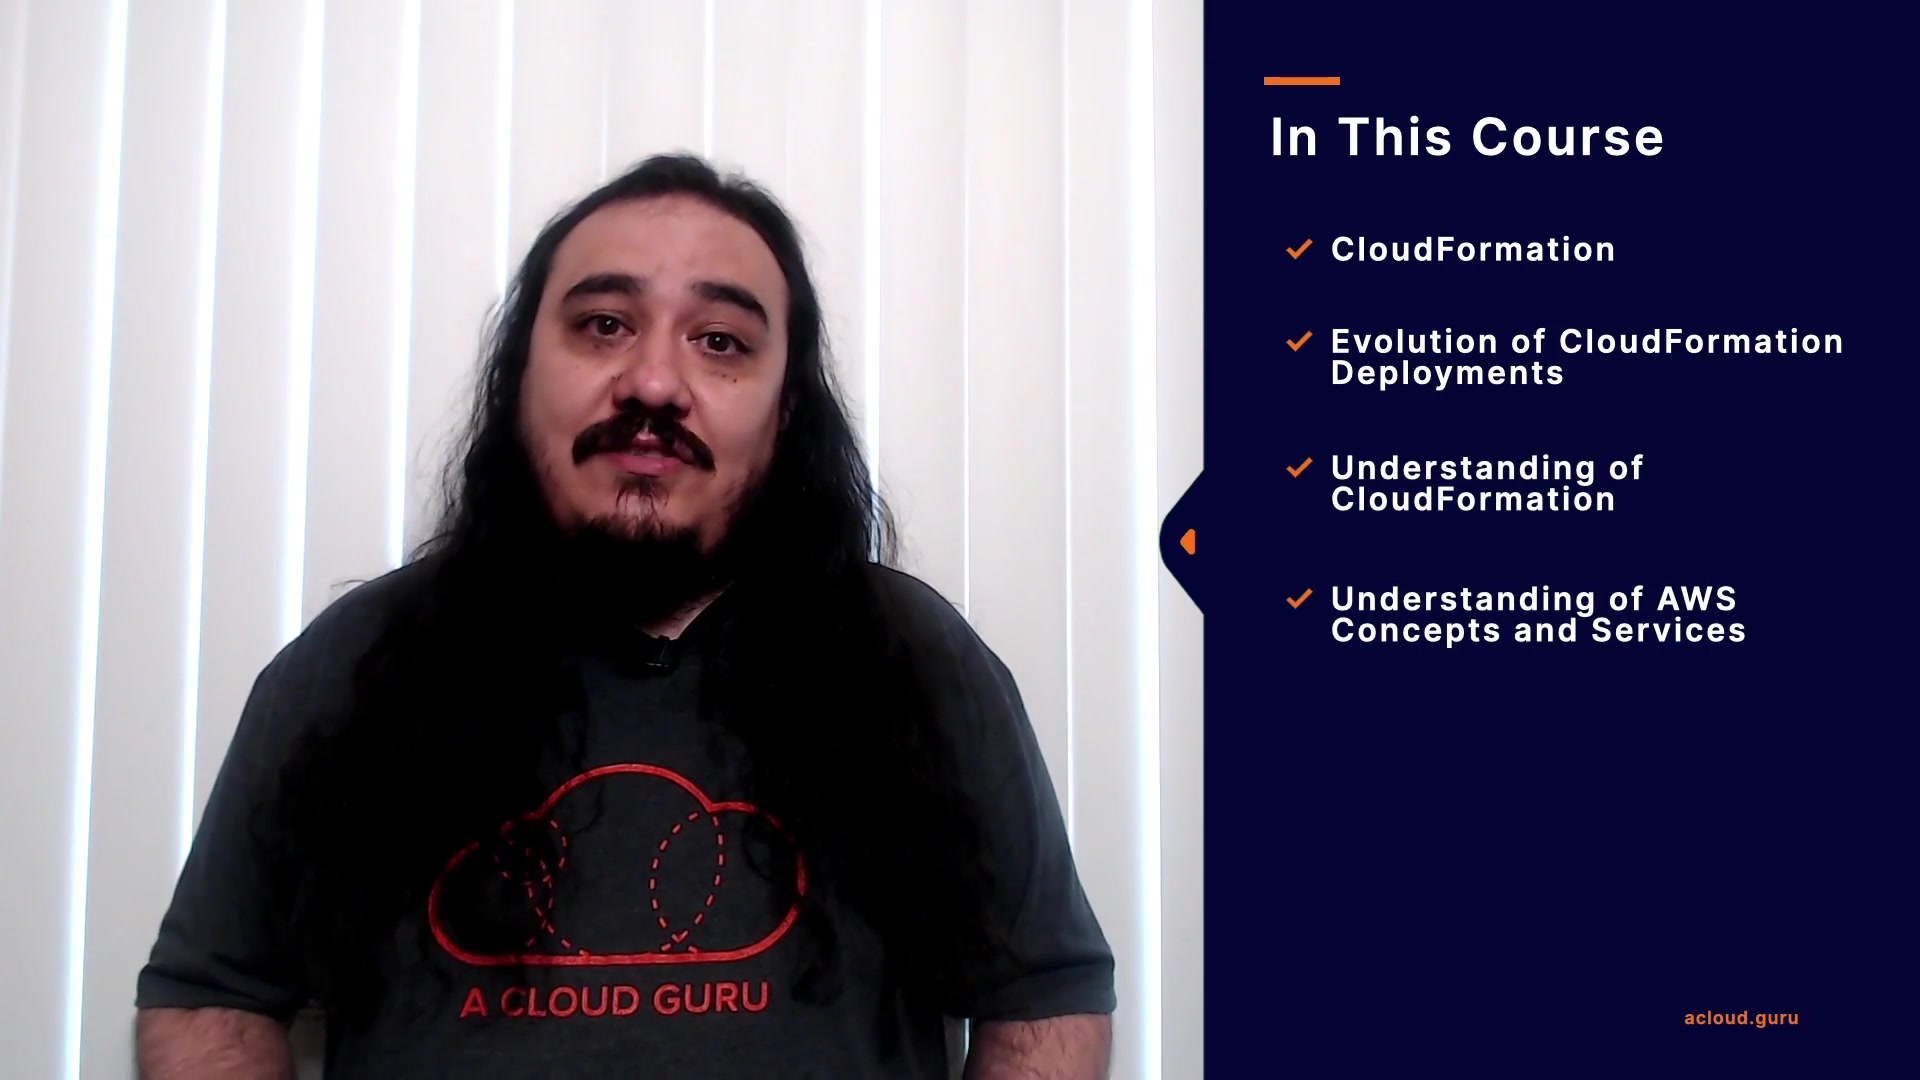 In This Course
CloudFormation
Evolution of CloudFormation
Deployments
Understanding of
CloudFormation
Understanding of AWS
Concepts and Services
A CLOUD GURU
acloud.guru